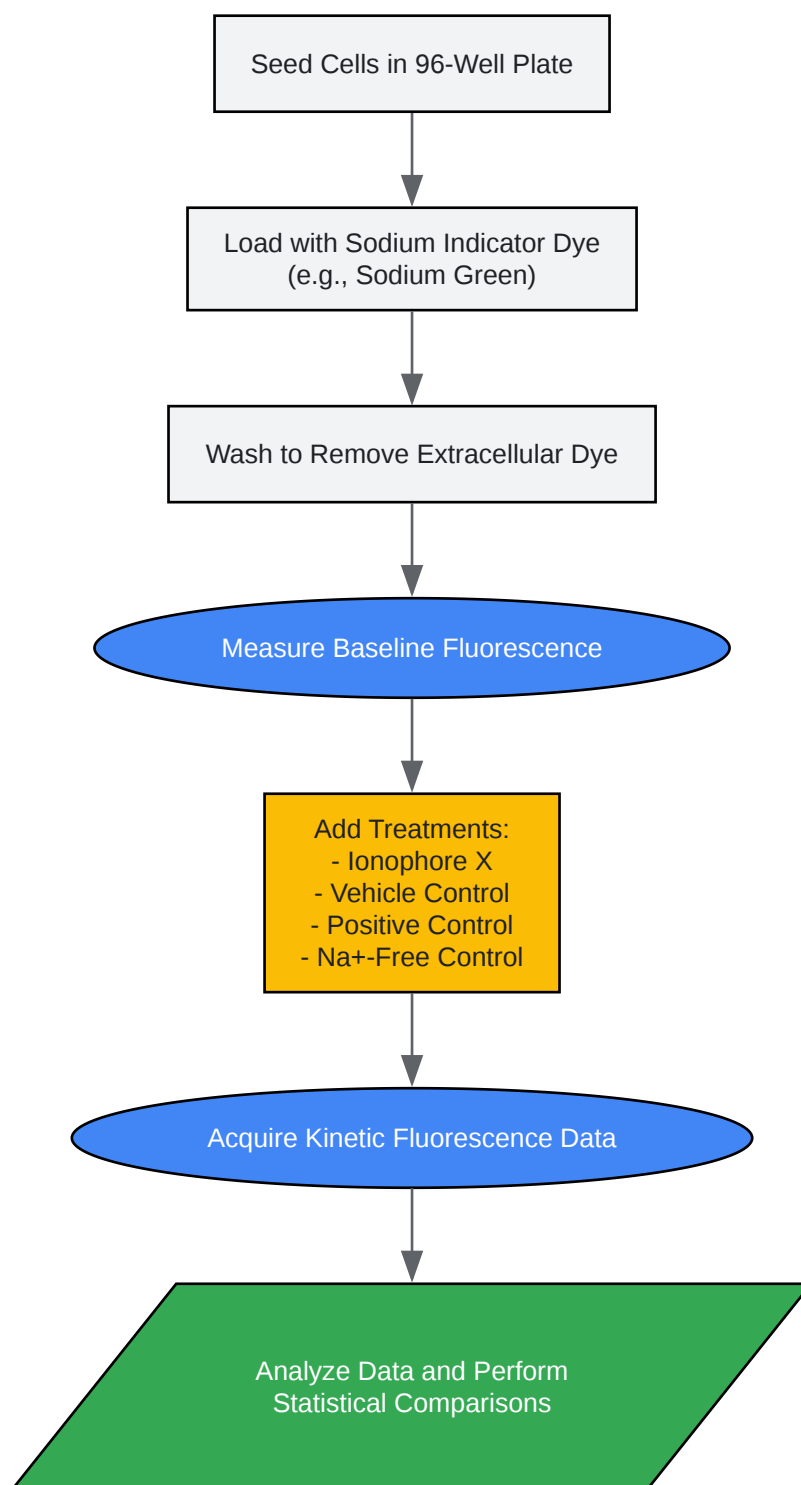 Seed Cells in 96-Well Plate
Load with Sodium Indicator Dye
(e.g., Sodium Green)
Wash to Remove Extracellular Dye
Measure Baseline Fluorescence
Add Treatments:
- Ionophore X
- Vehicle Control
- Positive Control
- Na+-Free Control
Acquire Kinetic Fluorescence Data
Analyze Data and Perform
Statistical Comparisons